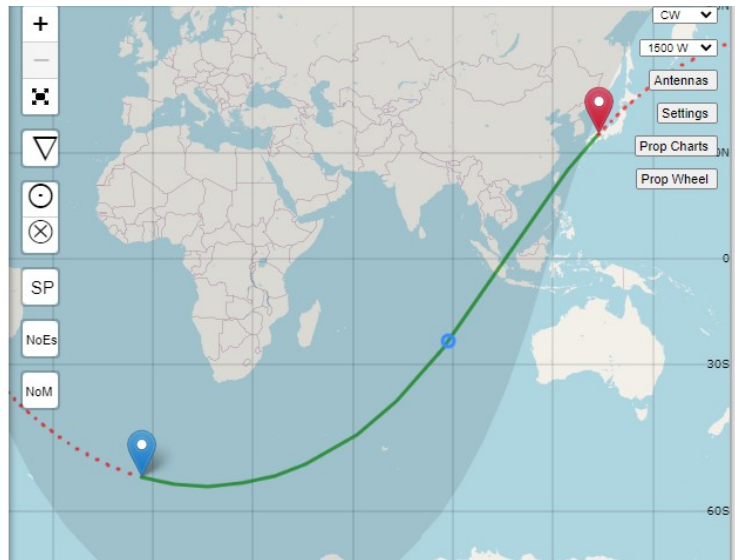 +
−
CW
1500 W
Antennas
Settings
Prop Charts
Prop Wheel
SP
0
NoEs
30S
NoM
60S